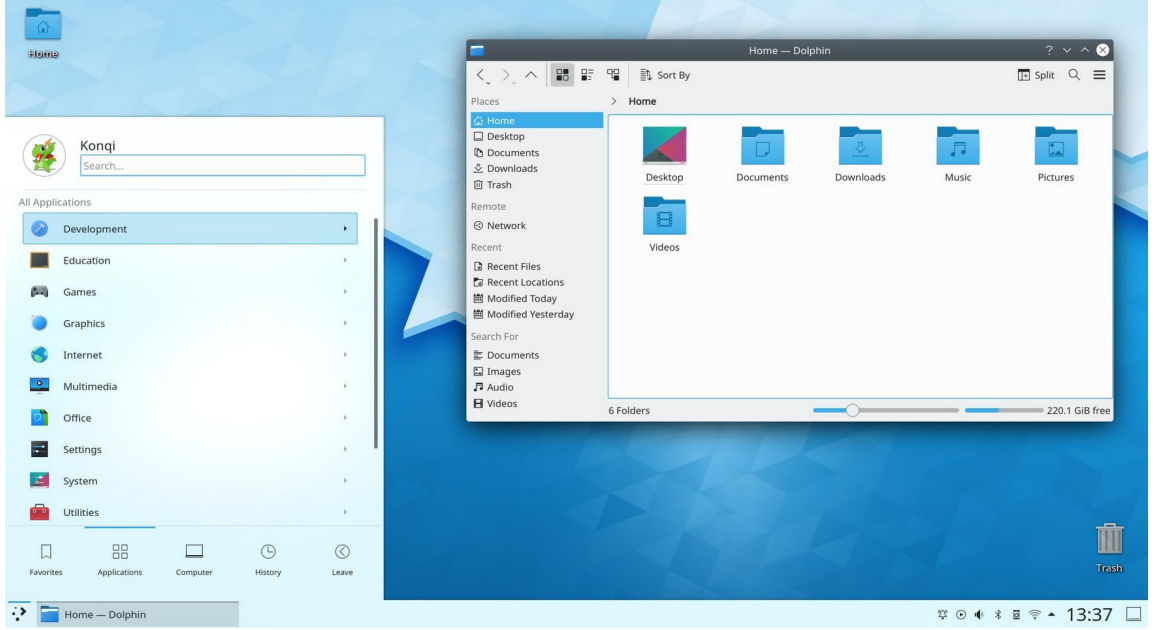 Home
Home — Dolphin
Sort By
Split
Places
Home
Desktop
Documents
Downloads
Trash
Remote
Network
Recent
Recent Files
Recent Locations
Modified Today
Modified Yesterday
Search For
Documents
Images
Audio
Videos
Home
Desktop
Documents
Downloads
Music
Pictures
Videos
6 Folders
220.1 GiB free
Konqi
Search...
All Applications
Development
Education
Games
Graphics
Internet
Multimedia
Office
Settings
System
Utilities
Favorites
Applications
Computer
History
Leave
Trash
Home — Dolphin
13:37